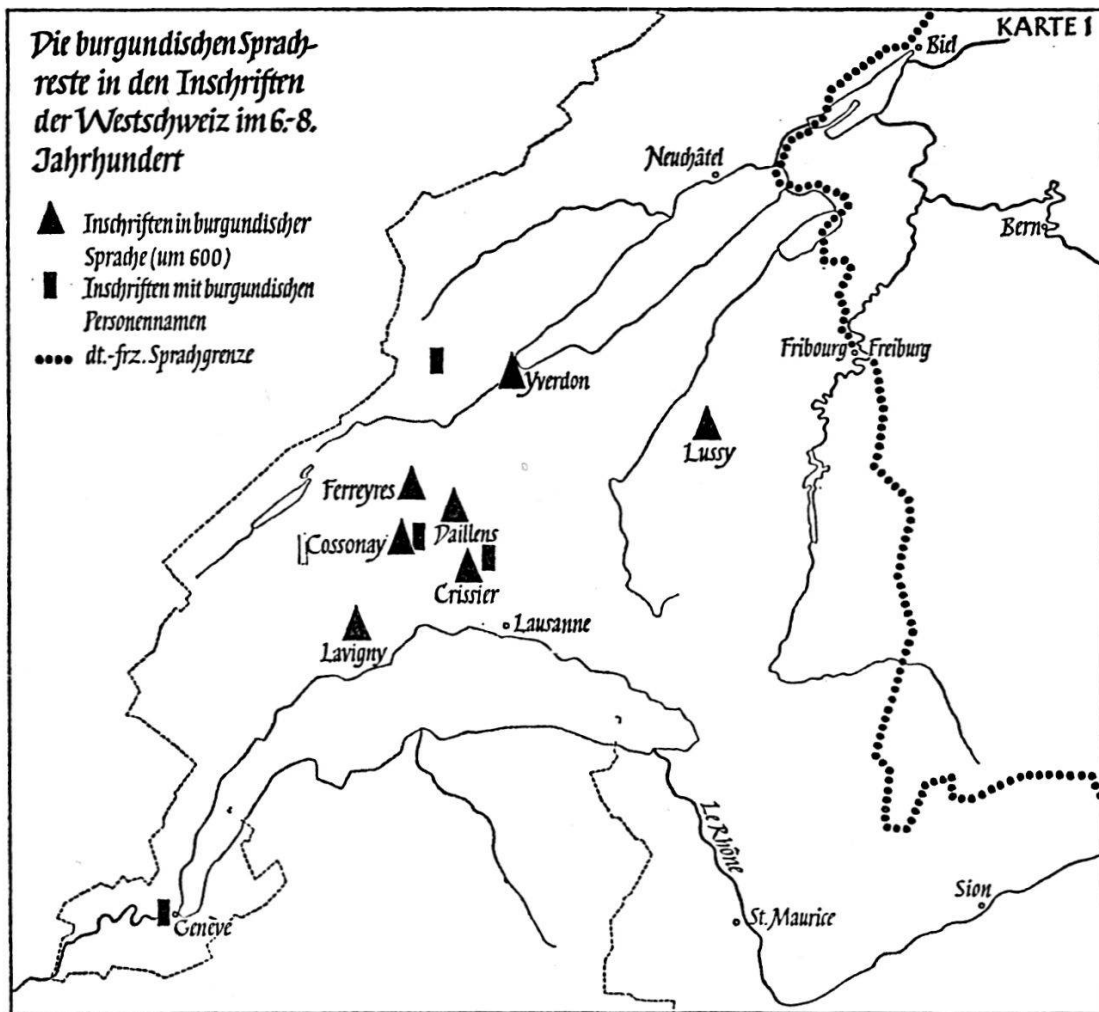 Die burgundischen Sprach-
reste in den Inschriften
der Westschweiz im 6.-8.
Jahrhundert
Inschriften in burgundischer
Sprache (um 600)
Inschriften mit burgundischen
Personennamen
dt.-frz. Sprachgrenze
KARTE 1
Biel
Neuchâtel
Bern
Fribourg
Freiburg
Yverdon
Lussy
Ferreyres
Daillens
Cossonay
Crissier
Lausanne
Lavigny
Le Rhône
Sion
St. Maurice
Genève